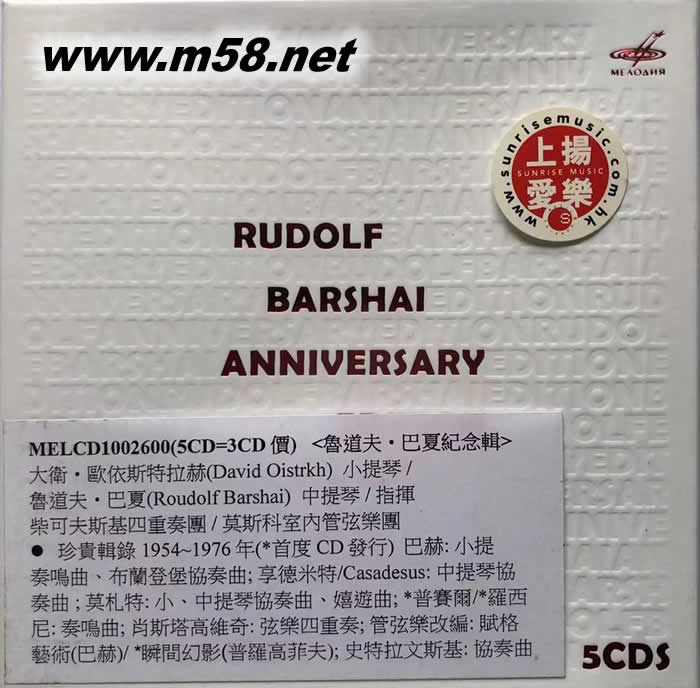 www.m58.net
МЕЛОДИЯ
www.sunrisemusic.com.hk
上揚
SUNRISE MUSIC
愛樂
S
RUDOLF
BARSHAI
ANNIVERSARY
MELCD1002600(5CD=3CD 價) <魯道夫・巴夏紀念輯>
大衛・歐依斯特拉赫(David Oistrkh) 小提琴 /
魯道夫・巴夏(Roudolf Barshai) 中提琴 / 指揮
柴可夫斯基四重奏團 / 莫斯科室內管弦樂團
● 珍貴輯錄 1954~1976 年(*首度 CD 發行) 巴赫: 小提
奏鳴曲、布蘭登堡協奏曲; 享德米特/Casadesus: 中提琴協
奏曲 ; 莫札特: 小、中提琴協奏曲、嬉遊曲; *普賽爾/*羅西
尼: 奏鳴曲; 肖斯塔高維奇: 弦樂四重奏; 管弦樂改編: 賦格
藝術(巴赫)/ *瞬間幻影(普羅高菲夫); 史特拉文斯基: 協奏曲
5CDS